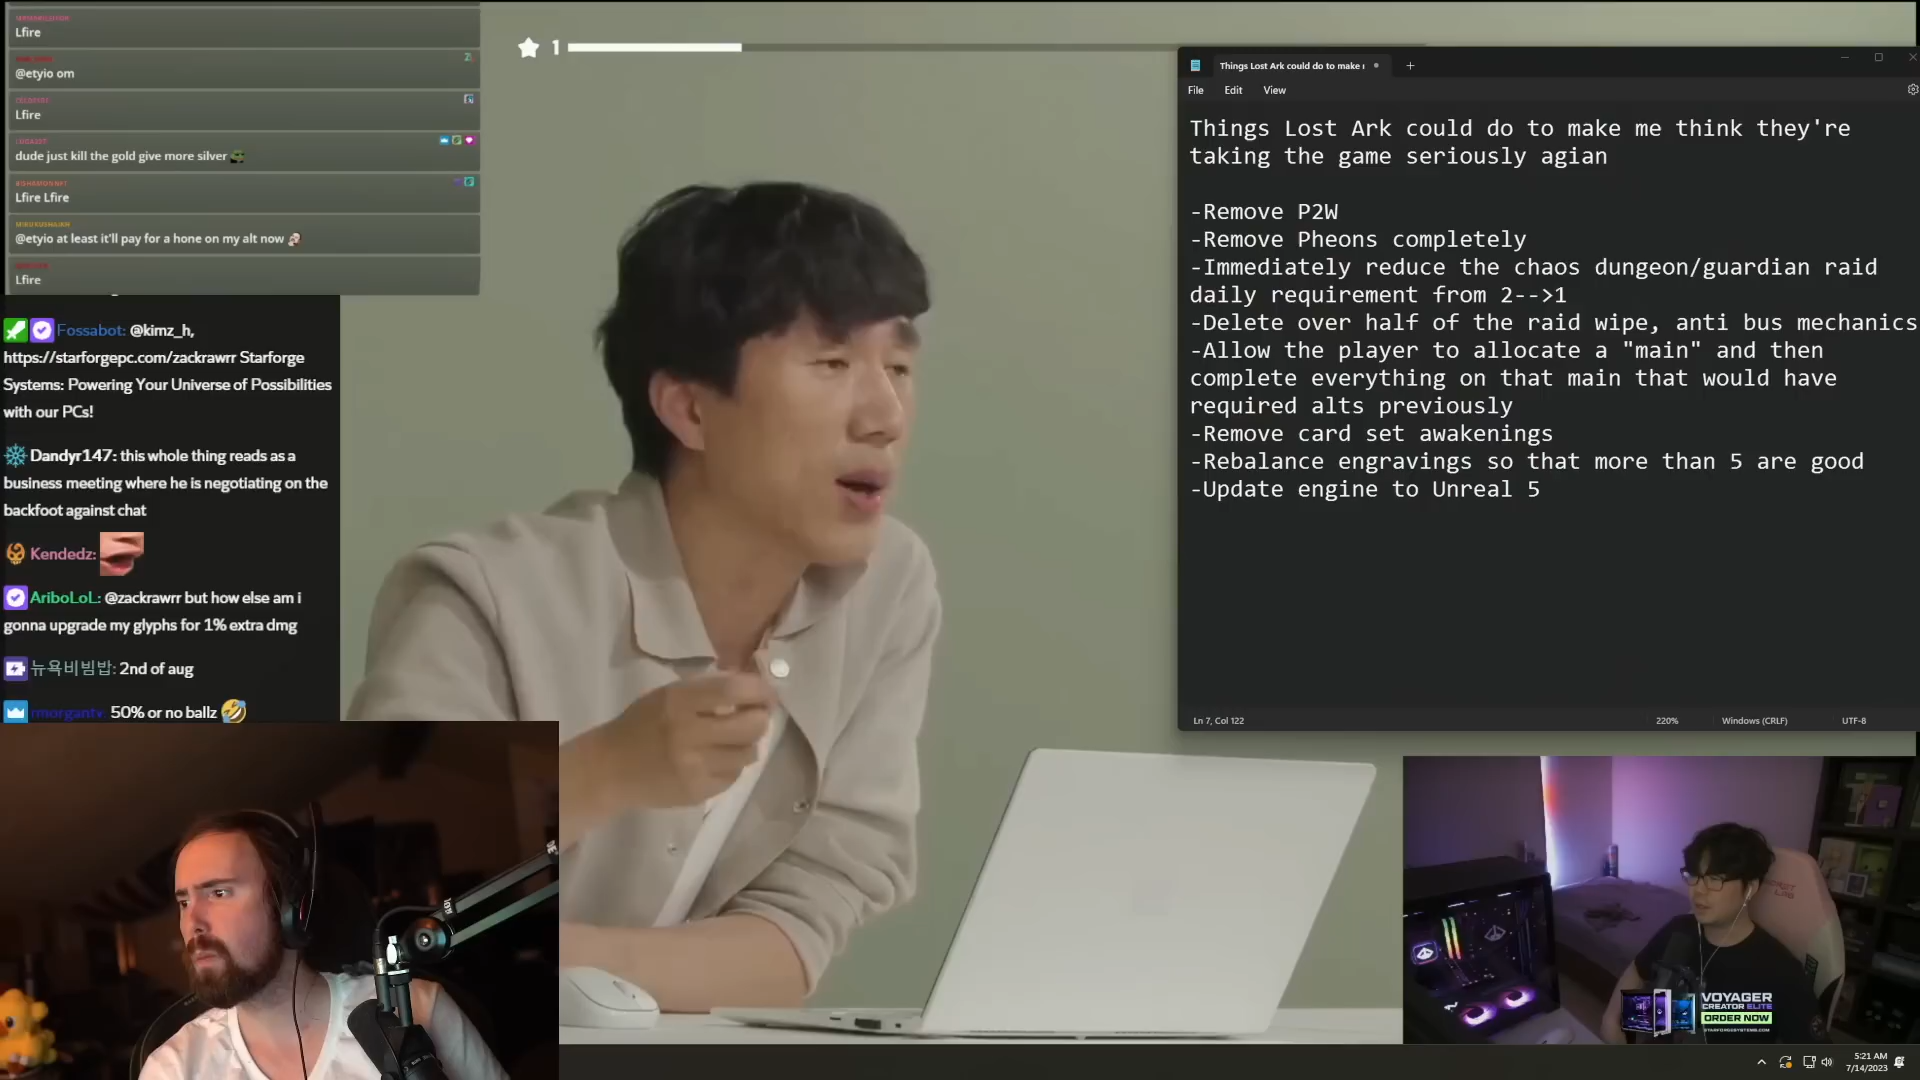 Lfire
@etyio om
Lfire
dude just kill the gold give more silver
Lfire Lfire
@etyio at least it'll pay for a hone on my alt now
Lfire
Fossabot: @kimz_h,
https://starforgepc.com/zackrawrr Starforge
Systems: Powering Your Universe of Possibilities
with our PCs!
Dandyr147: this whole thing reads as a
business meeting where he is negotiating on the
backfoot against chat
Kendedz:
AriboLoL: @zackrawrr but how else am i
gonna upgrade my glyphs for 1% extra dmg
뉴욕비빔밥: 2nd of aug
rmorgantv: 50% or no ballz
1
Things Lost Ark could do to make
File Edit View
Things Lost Ark could do to make me think they're
taking the game seriously agian
-Remove P2W
-Remove Pheons completely
-Immediately reduce the chaos dungeon/guardian raid
daily requirement from 2-->1
-Delete over half of the raid wipe, anti bus mechanics
-Allow the player to allocate a "main" and then
complete everything on that main that would have
required alts previously
-Remove card set awakenings
-Rebalance engravings so that more than 5 are good
-Update engine to Unreal 5
Ln 7, Col 122
220%
Windows (CRLF)
UTF-8
VOYAGER
CREATOR ELITE
ORDER NOW
STARFORGESYSTEMS.COM
5:21 AM
7/14/2023